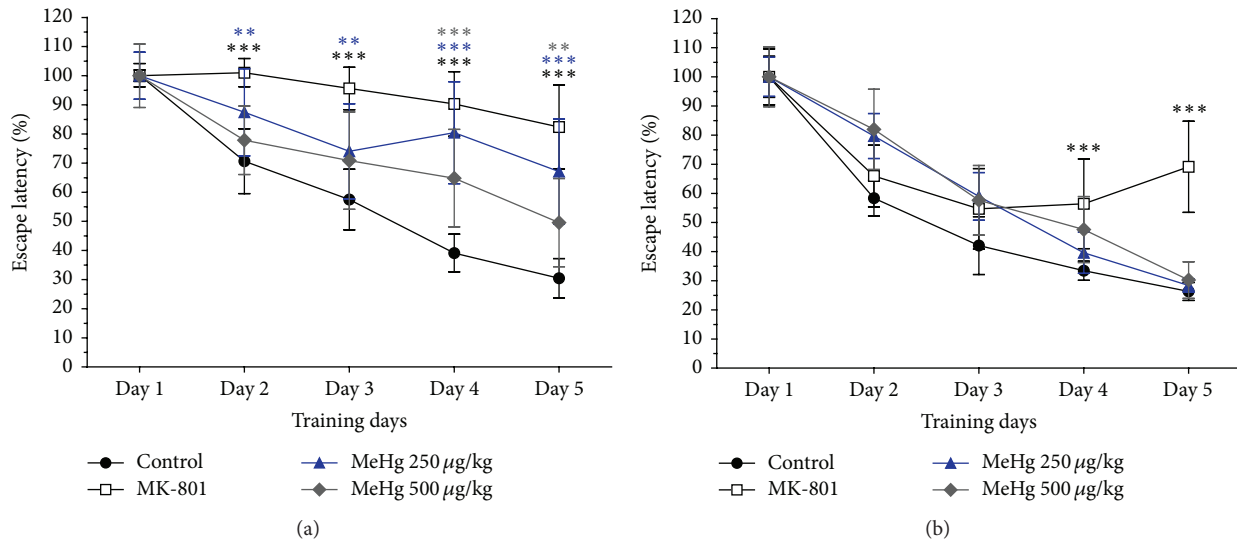 (a)
Escape latency (%)
120
110
100
90
80
70
60
50
40
30
20
10
0
** ** *** **
*** *** *** ***
*** ***
Day 1 Day 2 Day 3 Day 4 Day 5
Training days
Control MeHg 250 μg/kg
MK-801 MeHg 500 μg/kg
(a)
Escape latency (%)
120
110
100
90
80
70
60
50
40
30
20
10
0
***
***
Day 1 Day 2 Day 3 Day 4 Day 5
Training days
Control MeHg 250 μg/kg
MK-801 MeHg 500 μg/kg
(b)